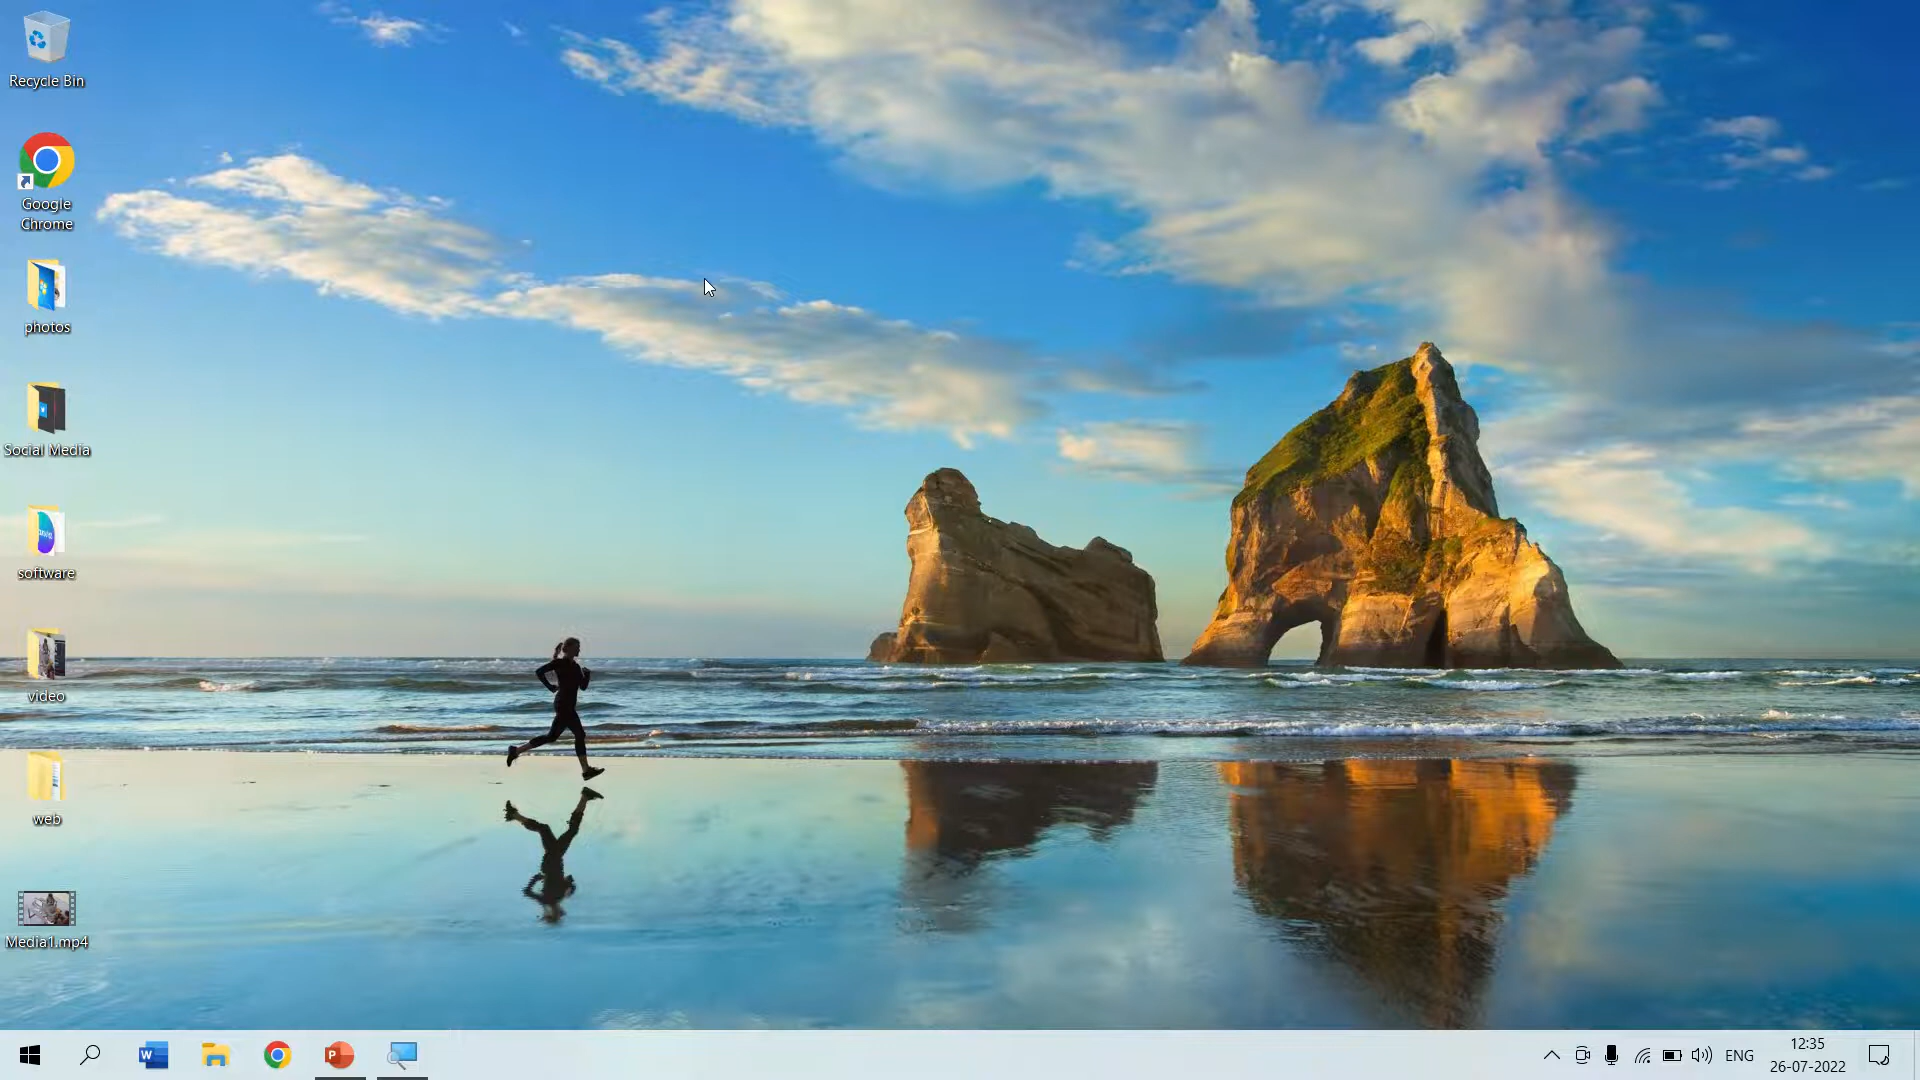 Recycle Bin
Google
Chrome
photos
Social Media
software
video
web
Media1.mp4
W
P
ENG
12:35
26-07-2022